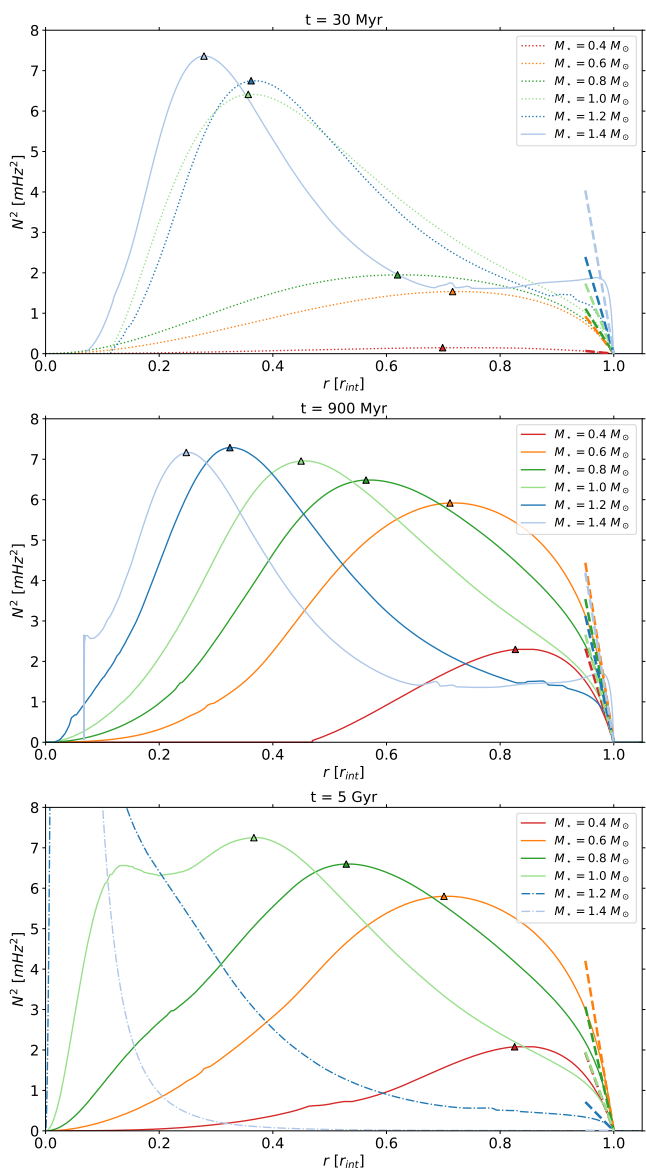 t = 30 Myr
8
7
6
5
4
3
2
1
0
N² [mHz²]
M⋆ = 0.4 M⊙
M⋆ = 0.6 M⊙
M⋆ = 0.8 M⊙
M⋆ = 1.0 M⊙
M⋆ = 1.2 M⊙
M⋆ = 1.4 M⊙
0.0 0.2 0.4 0.6 0.8 1.0
r [r_int]
t = 900 Myr
8
7
6
5
4
3
2
1
0
N² [mHz²]
M⋆ = 0.4 M⊙
M⋆ = 0.6 M⊙
M⋆ = 0.8 M⊙
M⋆ = 1.0 M⊙
M⋆ = 1.2 M⊙
M⋆ = 1.4 M⊙
0.0 0.2 0.4 0.6 0.8 1.0
r [r_int]
t = 5 Gyr
8
7
6
5
4
3
2
1
0
N² [mHz²]
M⋆ = 0.4 M⊙
M⋆ = 0.6 M⊙
M⋆ = 0.8 M⊙
M⋆ = 1.0 M⊙
M⋆ = 1.2 M⊙
M⋆ = 1.4 M⊙
0.0 0.2 0.4 0.6 0.8 1.0
r [r_int]